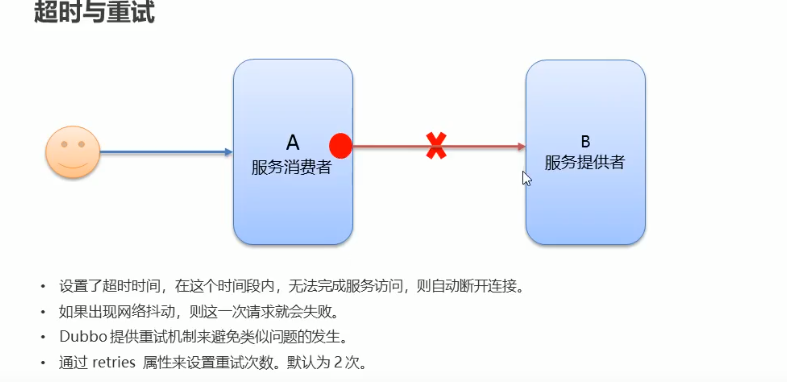 超时与重试
A
服务消费者
B
服务提供者
• 设置了超时时间，在这个时间段内，无法完成服务访问，则自动断开连接。
• 如果出现网络抖动，则这一次请求就会失败。
• Dubbo 提供重试机制来避免类似问题的发生。
• 通过 retries 属性来设置重试次数。默认为 2 次。